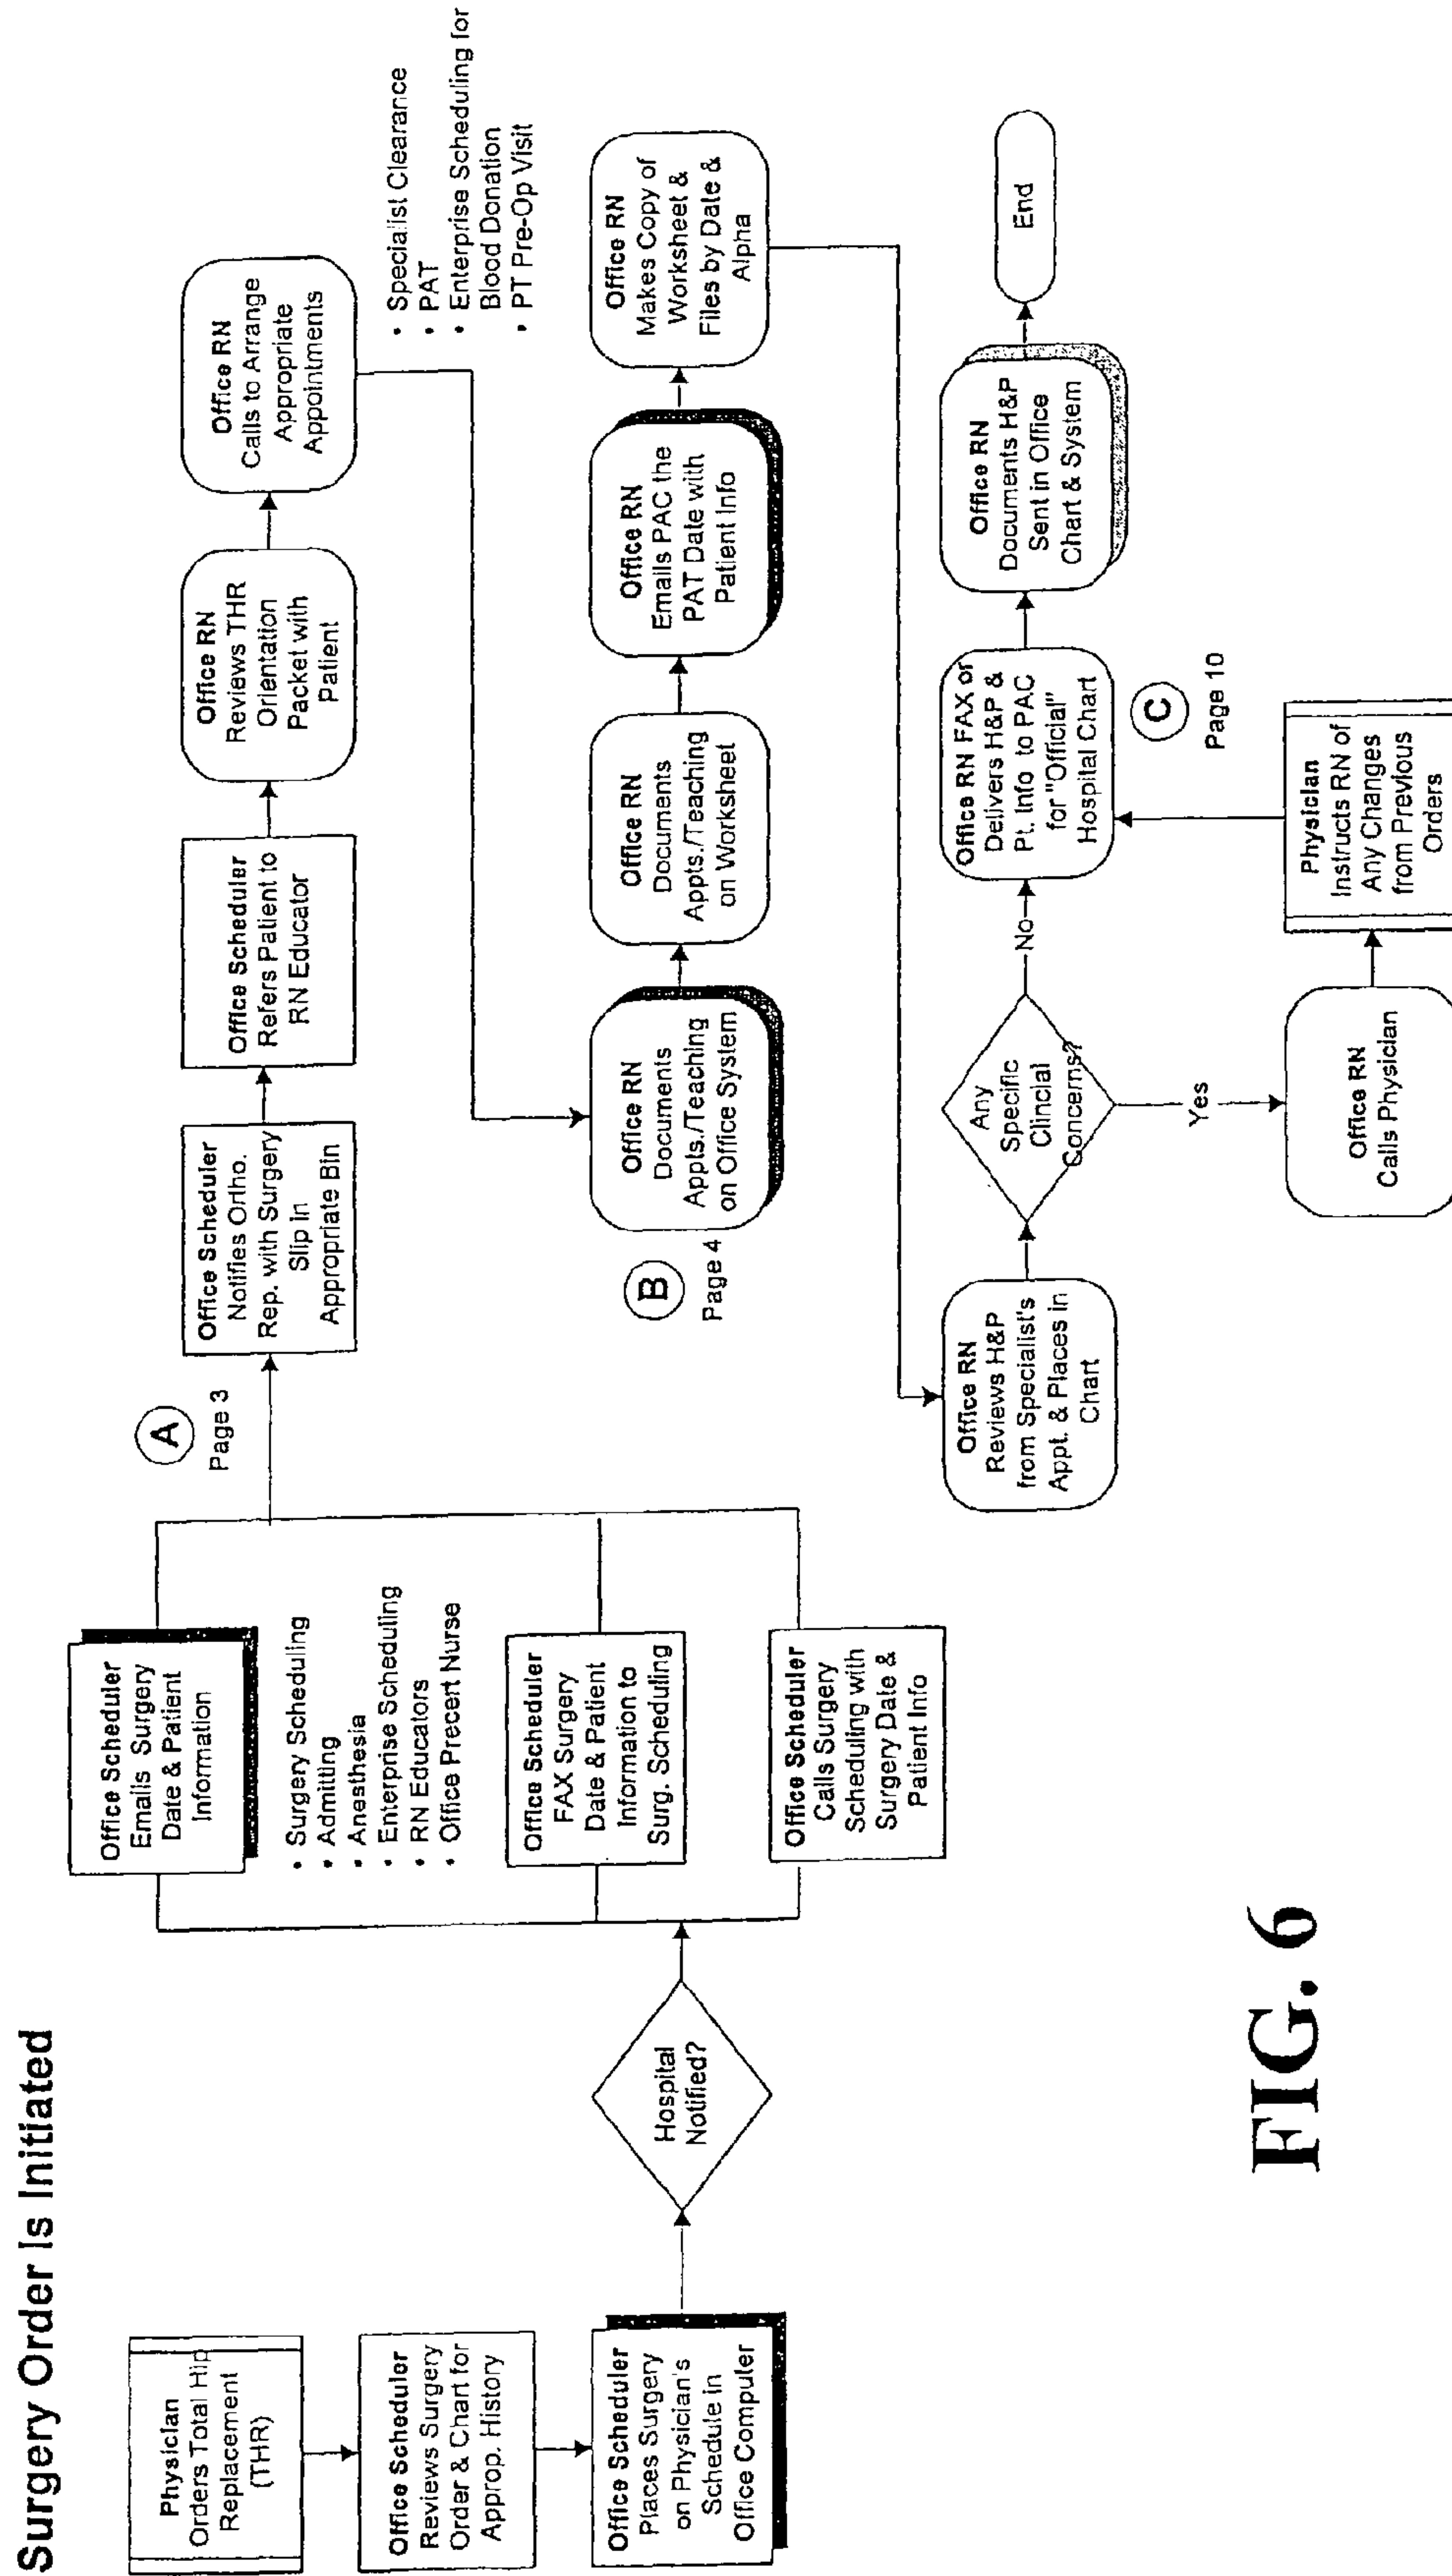 Surgery Order Is Initiated
Physician
Orders Total Hip
Replacement
(THR)
Office Scheduler
Reviews Surgery
Order & Chart for
Approp. History
Office Scheduler
Places Surgery
on Physician's
Schedule in
Office Computer
Hospital
Notified?
Office Scheduler
Emails Surgery
Date & Patient
Information
• Surgery Scheduling
• Admitting
• Anesthesia
• Enterprise Scheduling
• RN Educators
• Office Precert Nurse
Office Scheduler
FAX Surgery
Date & Patient
Information to
Surg. Scheduling
Office Scheduler
Calls Surgery
Scheduling with
Surgery Date &
Patient Info
A
Page 3
Office Scheduler
Notifies Ortho.
Rep. with Surgery
Slip In
Appropriate Bin
Office Scheduler
Refers Patient to
RN Educator
Office RN
Reviews THR
Orientation
Packet with
Patient
Office RN
Calls to Arrange
Appropriate
Appointments
• Specialist Clearance
• PAT
• Enterprise Scheduling for
Blood Donation
• PT Pre-Op Visit
B
Page 4
Office RN
Documents
Appts./Teaching
on Office System
Office RN
Documents
Appts./Teaching
on Worksheet
Office RN
Emails PAC the
PAT Date with
Patient Info
Office RN
Makes Copy of
Worksheet &
Files by Date &
Alpha
Office RN
Reviews H&P
from Specialist's
Appt. & Places in
Chart
Any
Specific
Clincial
Concerns?
No
Yes
Office RN FAX or
Delivers H&P &
Pt. Info to PAC
for "Official"
Hospital Chart
C
Page 10
Office RN
Documents H&P
Sent in Office
Chart & System
End
Office RN
Calls Physician
Physician
Instructs RN of
Any Changes
from Previous
Orders
FIG. 6